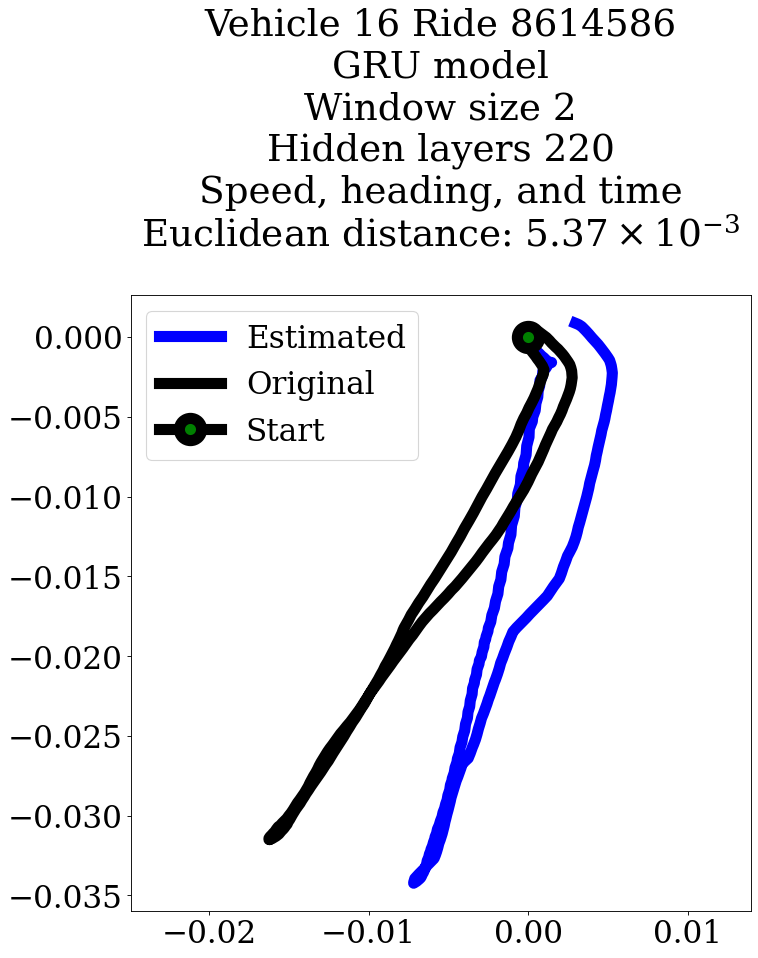 Vehicle 16 Ride 8614586
GRU model
Window size 2
Hidden layers 220
Speed, heading, and time
Euclidean distance: 5.37 × 10⁻³
Estimated
Original
Start
0.000
−0.005
−0.010
−0.015
−0.020
−0.025
−0.030
−0.035
−0.02 −0.01 0.00 0.01